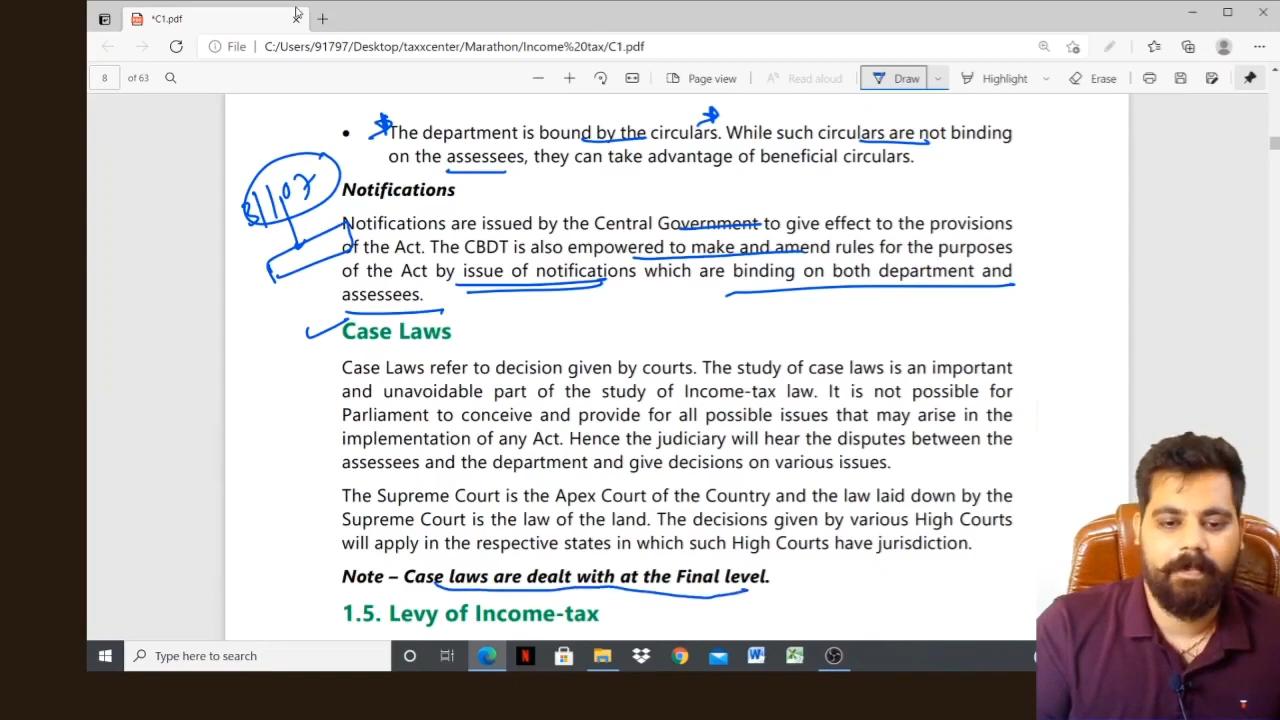 *C1.pdf
File
C:/Users/91797/Desktop/taxxcenter/Marathon/Income%20tax/C1.pdf
8 of 63
Page view
Read aloud
Draw
Highlight
Erase
• The department is bound by the circulars. While such circulars are not binding
on the assessees, they can take advantage of beneficial circulars.
Notifications
Notifications are issued by the Central Government to give effect to the provisions
of the Act. The CBDT is also empowered to make and amend rules for the purposes
of the Act by issue of notifications which are binding on both department and
assessees.
Case Laws
Case Laws refer to decision given by courts. The study of case laws is an important
and unavoidable part of the study of Income-tax law. It is not possible for
Parliament to conceive and provide for all possible issues that may arise in the
implementation of any Act. Hence the judiciary will hear the disputes between the
assessees and the department and give decisions on various issues.
The Supreme Court is the Apex Court of the Country and the law laid down by the
Supreme Court is the law of the land. The decisions given by various High Courts
will apply in the respective states in which such High Courts have jurisdiction.
Note – Case laws are dealt with at the Final level.
1.5. Levy of Income-tax
Type here to search